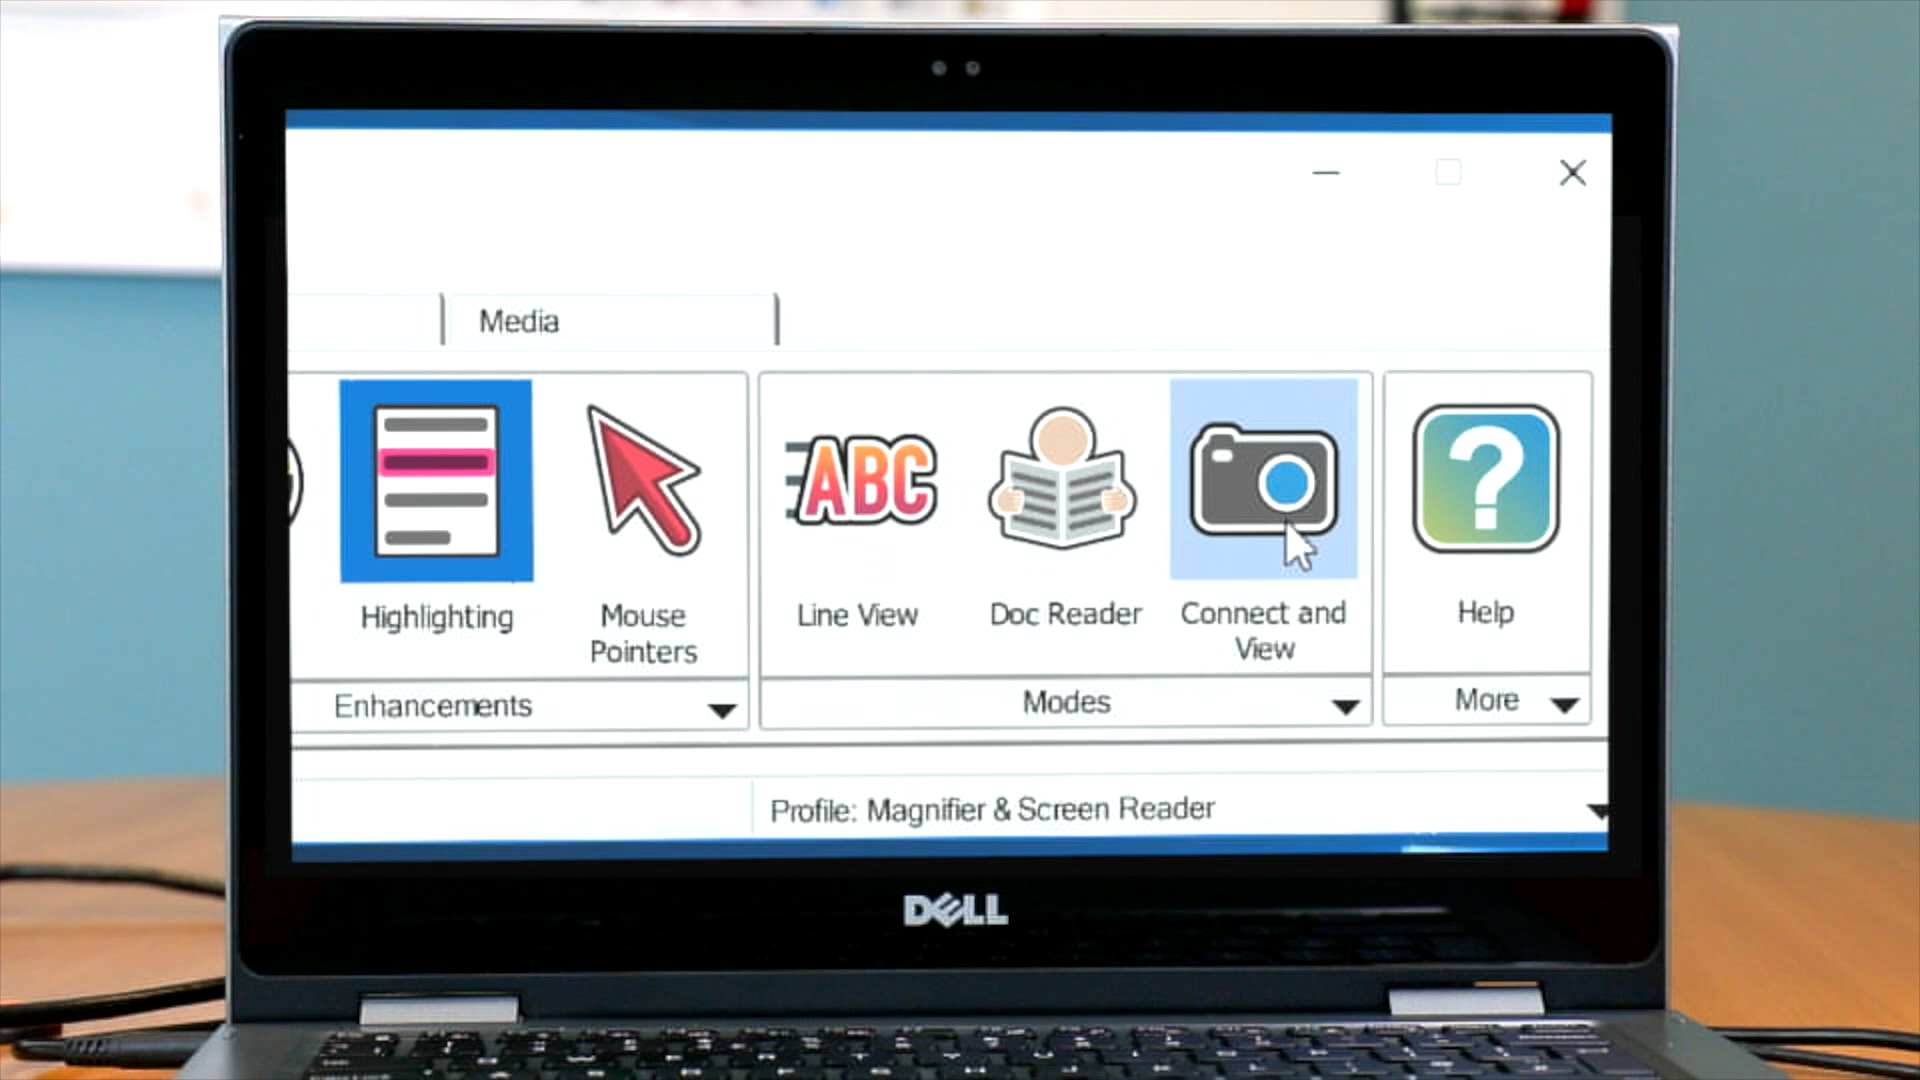 Media
ABC
?
Highlighting
Mouse
Pointers
Line View
Doc Reader
Connect and
View
Help
Enhancements
Modes
More
Profile: Magnifier & Screen Reader
DELL